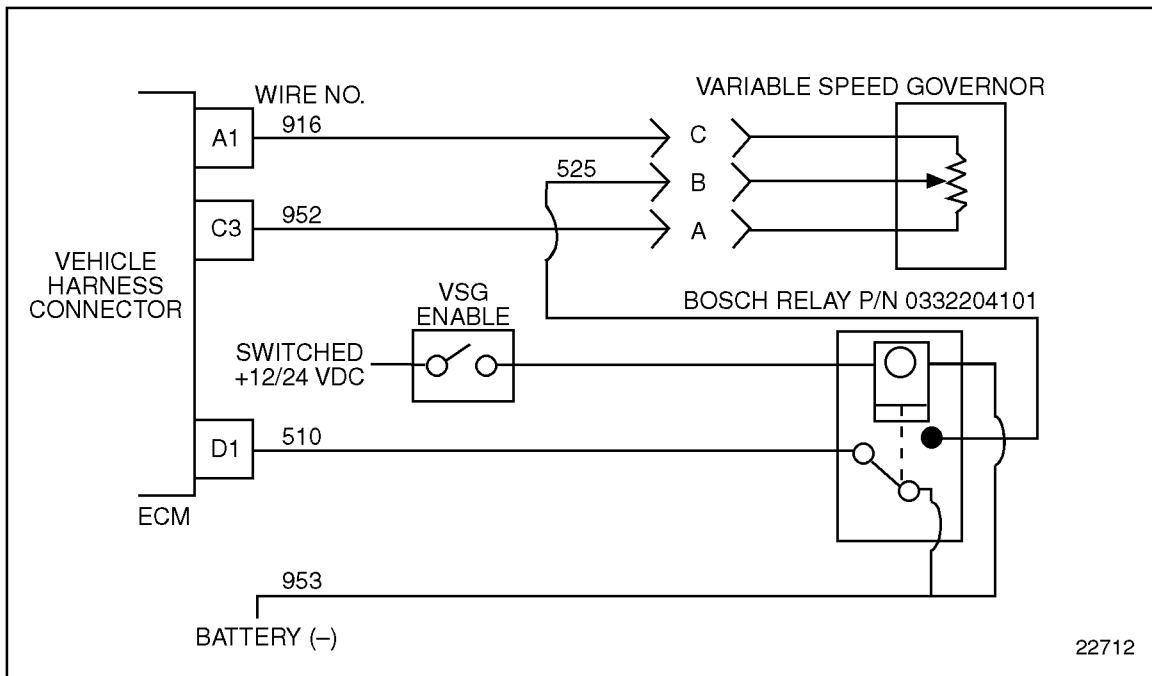 WIRE NO.
VARIABLE SPEED GOVERNOR
A1
916
C
525
B
C3
952
A
VEHICLE
HARNESS
CONNECTOR
VSG
ENABLE
BOSCH RELAY P/N 0332204101
SWITCHED
+12/24 VDC
D1
510
ECM
953
BATTERY (–)
22712